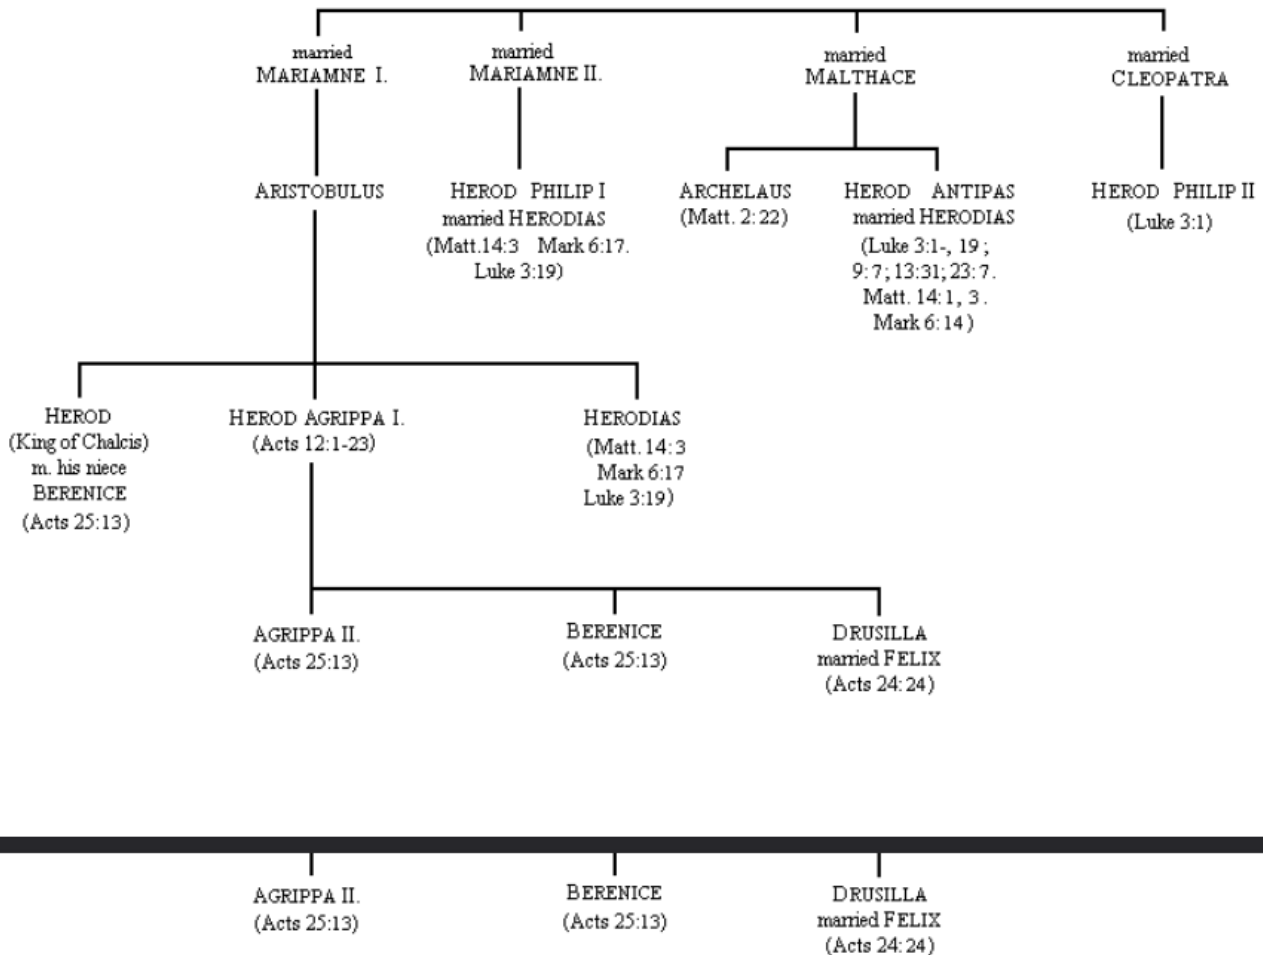 married
MARIAMNE I.
married
MARIAMNE II.
married
MALTHACE
married
CLEOPATRA
ARISTOBULUS
HEROD PHILIP I
married HERODIAS
(Matt.14:3 Mark 6:17.
Luke 3:19)
ARCHELAUS
(Matt. 2:22)
HEROD ANTIPAS
married HERODIAS
(Luke 3:1-, 19 ;
9:7; 13:31; 23:7.
Matt. 14:1, 3.
Mark 6:14)
HEROD PHILIP II
(Luke 3:1)
HEROD
(King of Chalcis)
m. his niece
BERENICE
(Acts 25:13)
HEROD AGRIPPA I.
(Acts 12:1-23)
HERODIAS
(Matt. 14:3
Mark 6:17
Luke 3:19)
AGRIPPA II.
(Acts 25:13)
BERENICE
(Acts 25:13)
DRUSILLA
married FELIX
(Acts 24:24)
AGRIPPA II.
(Acts 25:13)
BERENICE
(Acts 25:13)
DRUSILLA
married FELIX
(Acts 24:24)